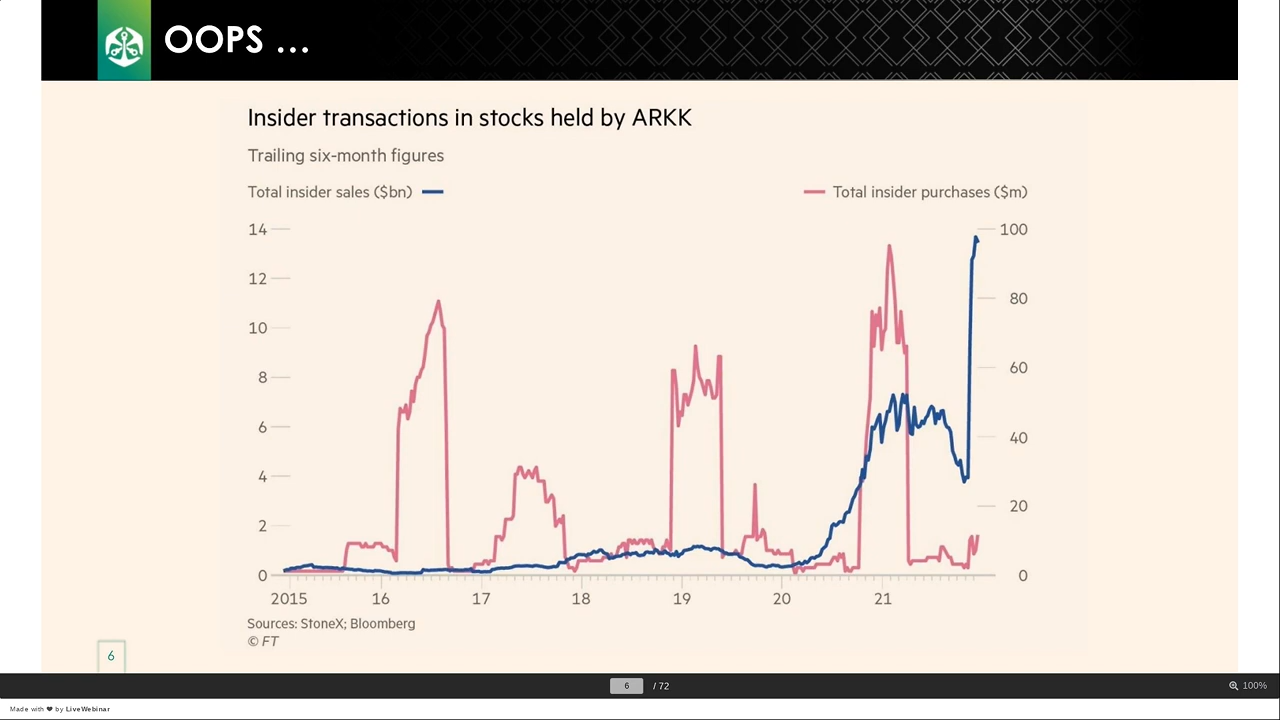 OOPS ...
Insider transactions in stocks held by ARKK
Trailing six-month figures
Total insider sales ($bn)
Total insider purchases ($m)
14
100
12
80
10
8
60
6
40
4
20
2
0
0
2015 16 17 18 19 20 21
Sources: StoneX; Bloomberg
© FT
6
6 / 72
100%
Made with ❤ by LiveWebinar